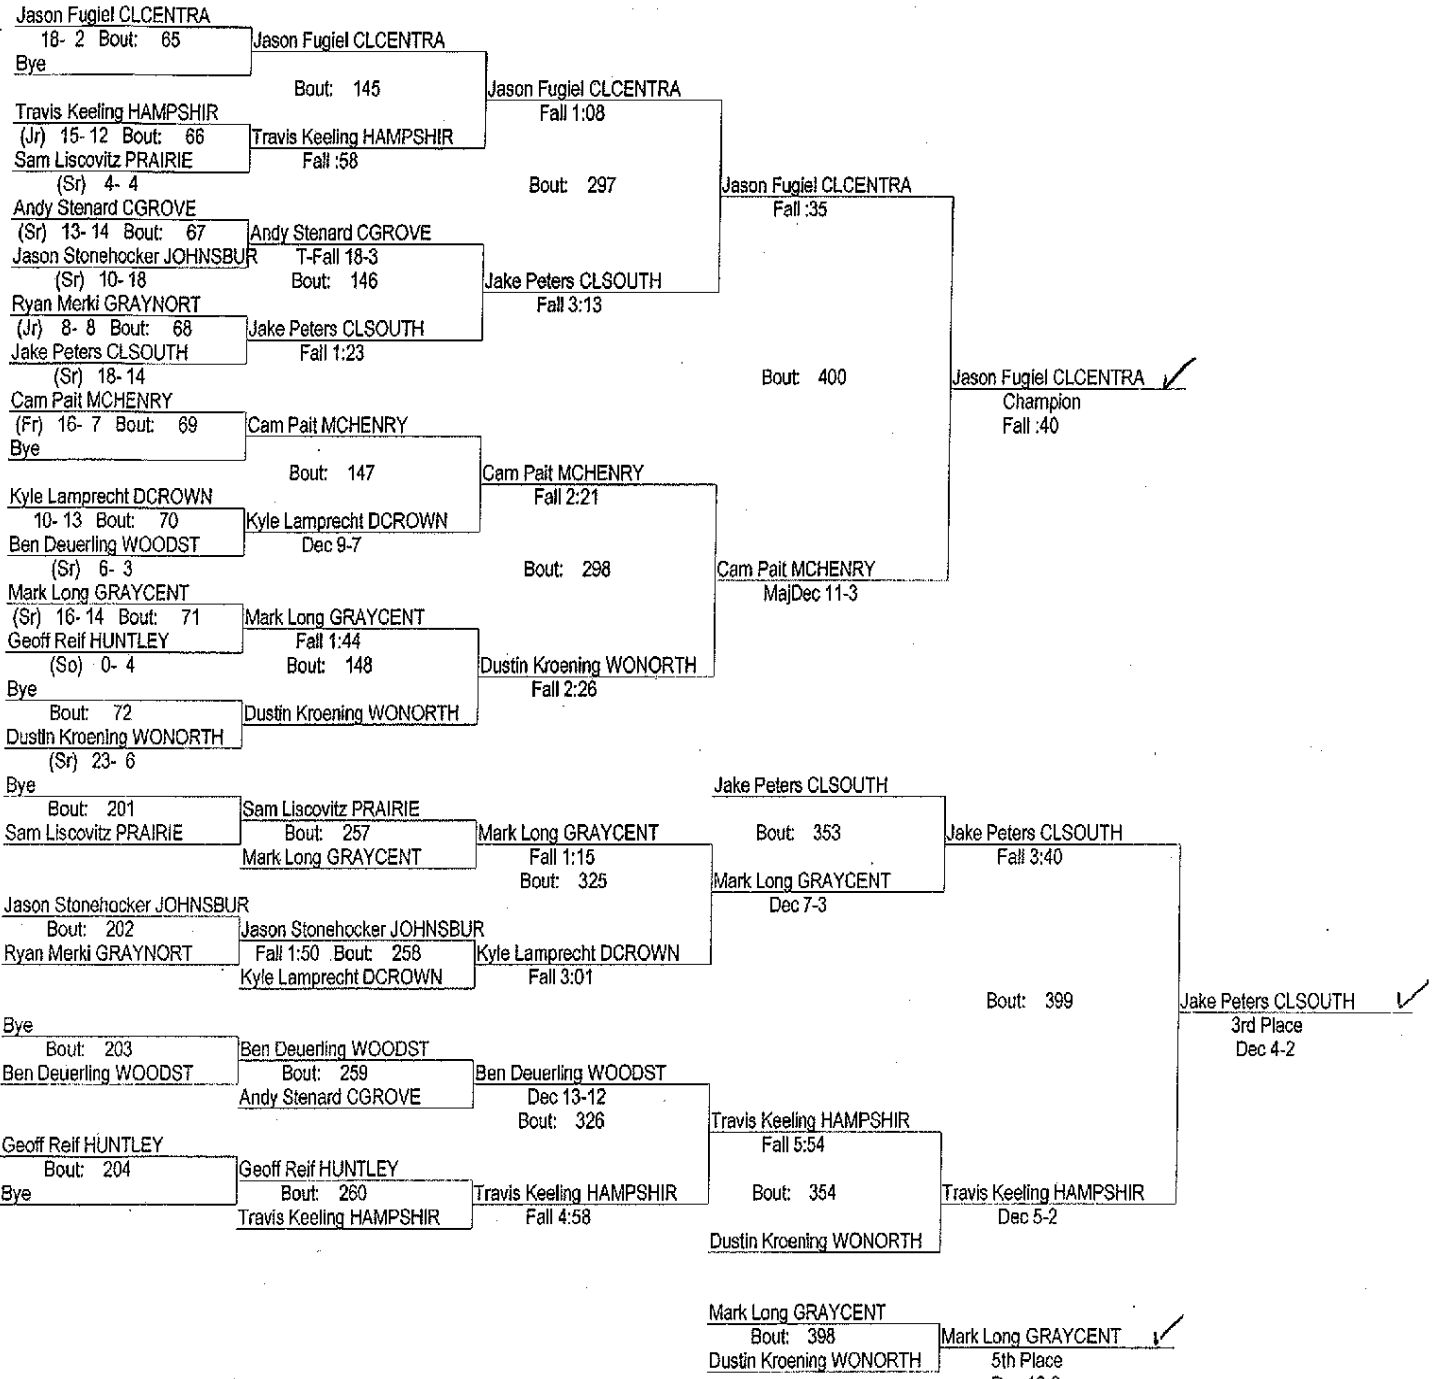 Jason Fugiel CLCENTRA
18- 2 Bout: 65
Bye
Jason Fugiel CLCENTRA
Bout: 145
Travis Keeling HAMPSHIR
(Jr) 15- 12 Bout: 66
Sam Liscovitz PRAIRIE
(Sr) 4- 4
Travis Keeling HAMPSHIR
Fall :58
Jason Fugiel CLCENTRA
Fall 1:08
Bout: 297
Andy Stenard CGROVE
(Sr) 13- 14 Bout: 67
Jason Stonehocker JOHNSBUR
(Sr) 10- 18
Andy Stenard CGROVE
T-Fall 18-3
Bout: 146
Ryan Merki GRAYNORT
(Jr) 8- 8 Bout: 68
Jake Peters CLSOUTH
(Sr) 18- 14
Jake Peters CLSOUTH
Fall 1:23
Jake Peters CLSOUTH
Fall 3:13
Jason Fugiel CLCENTRA
Fall :35
Bout: 400
Jason Fugiel CLCENTRA
Champion
Fall :40
Cam Pait MCHENRY
(Fr) 16- 7 Bout: 69
Bye
Cam Pait MCHENRY
Bout: 147
Kyle Lamprecht DCROWN
10- 13 Bout: 70
Ben Deuerling WOODST
(Sr) 6- 3
Kyle Lamprecht DCROWN
Dec 9-7
Cam Pait MCHENRY
Fall 2:21
Bout: 298
Cam Pait MCHENRY
MajDec 11-3
Mark Long GRAYCENT
(Sr) 16- 14 Bout: 71
Geoff Reif HUNTLEY
(So) 0- 4
Mark Long GRAYCENT
Fall 1:44
Bout: 148
Bye
Bout: 72
Dustin Kroening WONORTH
(Sr) 23- 6
Dustin Kroening WONORTH
Dustin Kroening WONORTH
Fall 2:26
Bye
Bout: 201
Sam Liscovitz PRAIRIE
Sam Liscovitz PRAIRIE
Bout: 257
Mark Long GRAYCENT
Mark Long GRAYCENT
Fall 1:15
Bout: 325
Jason Stonehocker JOHNSBUR
Bout: 202
Ryan Merki GRAYNORT
Jason Stonehocker JOHNSBUR
Fall 1:50 Bout: 258
Kyle Lamprecht DCROWN
Kyle Lamprecht DCROWN
Fall 3:01
Jake Peters CLSOUTH
Bout: 353
Mark Long GRAYCENT
Dec 7-3
Jake Peters CLSOUTH
Fall 3:40
Bout: 399
Jake Peters CLSOUTH
3rd Place
Dec 4-2
Bye
Bout: 203
Ben Deuerling WOODST
Ben Deuerling WOODST
Bout: 259
Andy Stenard CGROVE
Ben Deuerling WOODST
Dec 13-12
Bout: 326
Geoff Reif HUNTLEY
Bout: 204
Bye
Geoff Reif HUNTLEY
Bout: 260
Travis Keeling HAMPSHIR
Travis Keeling HAMPSHIR
Fall 4:58
Travis Keeling HAMPSHIR
Fall 5:54
Bout: 354
Dustin Kroening WONORTH
Travis Keeling HAMPSHIR
Dec 5-2
Mark Long GRAYCENT
Bout: 398
Dustin Kroening WONORTH
Mark Long GRAYCENT
5th Place